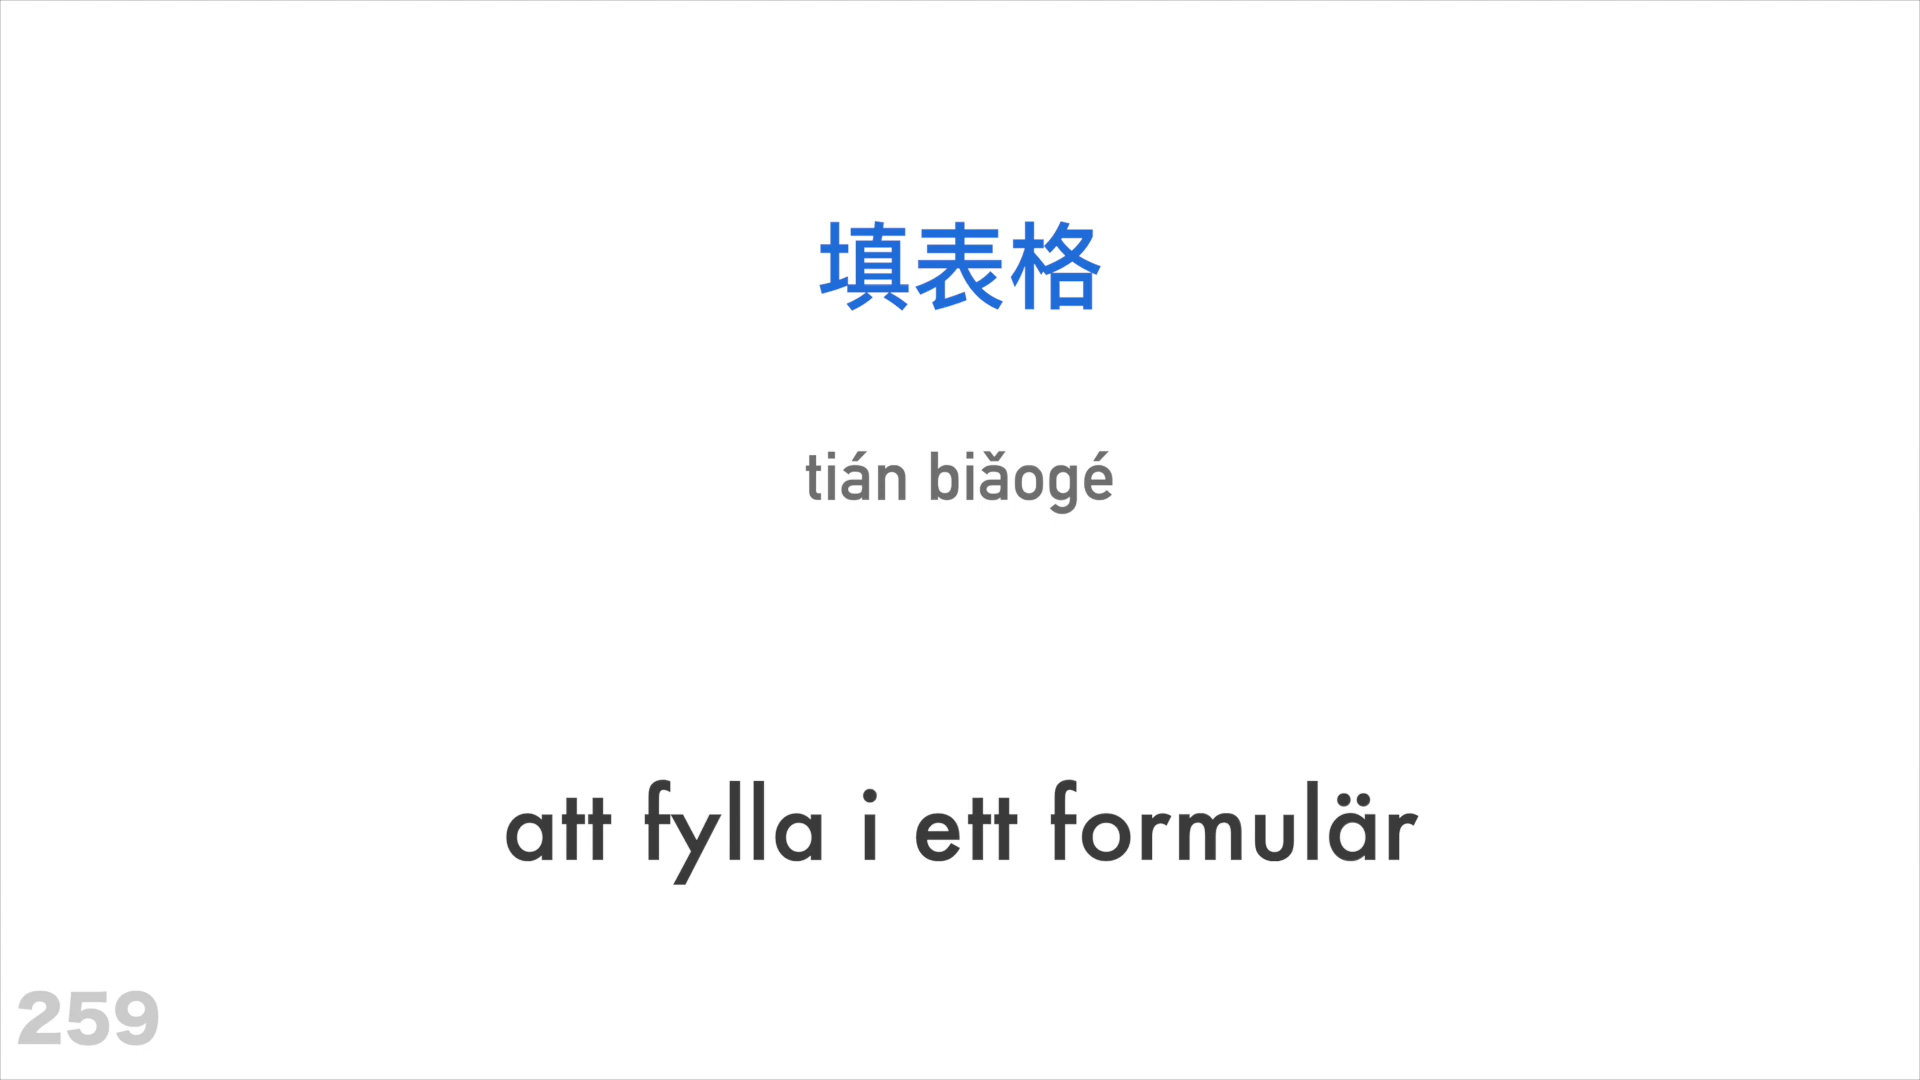 填表格
tián biǎogé
att fylla i ett formulär
259